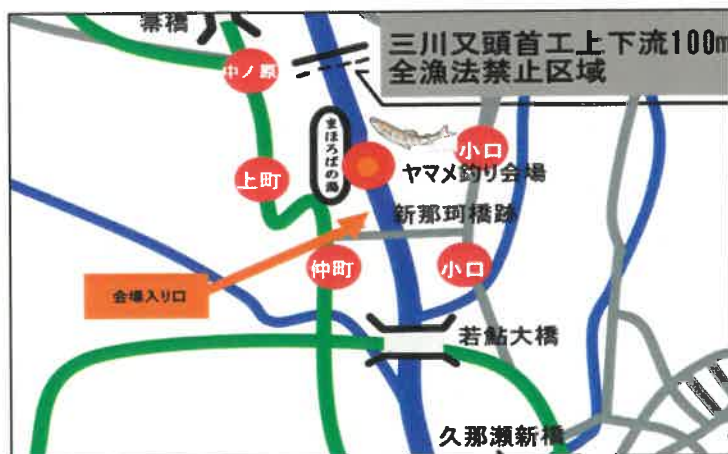 幕橋
三川又頭首工上下流100m
全漁法禁止区域
中ノ原
まほろばの湯
小口
上町
ヤマメ釣り会場
新那珂橋跡
仲町
小口
会場入り口
若鮎大橋
久那瀬新橋